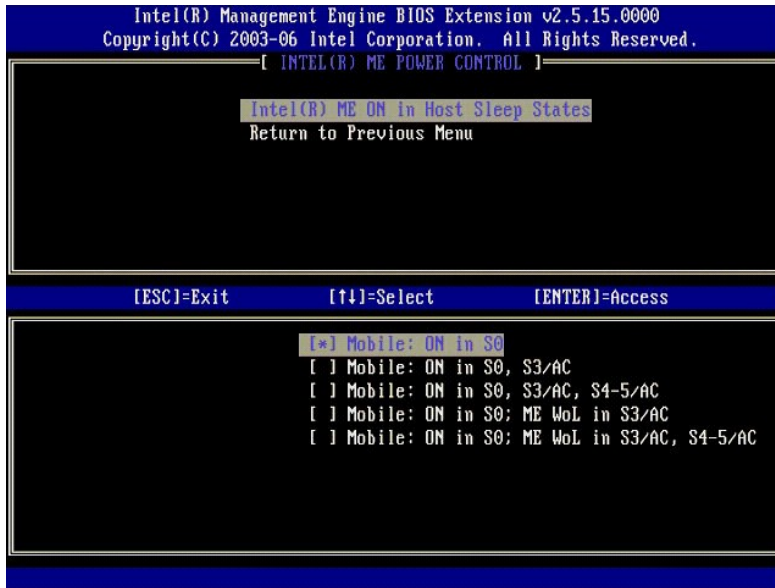 Intel(R) Management Engine BIOS Extension v2.5.15.0000
Copyright(C) 2003-06 Intel Corporation. All Rights Reserved.
[ INTEL(R) ME POWER CONTROL ]
Intel(R) ME ON in Host Sleep States
Return to Previous Menu
[ESC]=Exit [↑↓]=Select [ENTER]=Access
[*] Mobile: ON in S0
[ ] Mobile: ON in S0, S3/AC
[ ] Mobile: ON in S0, S3/AC, S4-5/AC
[ ] Mobile: ON in S0; ME WoL in S3/AC
[ ] Mobile: ON in S0; ME WoL in S3/AC, S4-5/AC